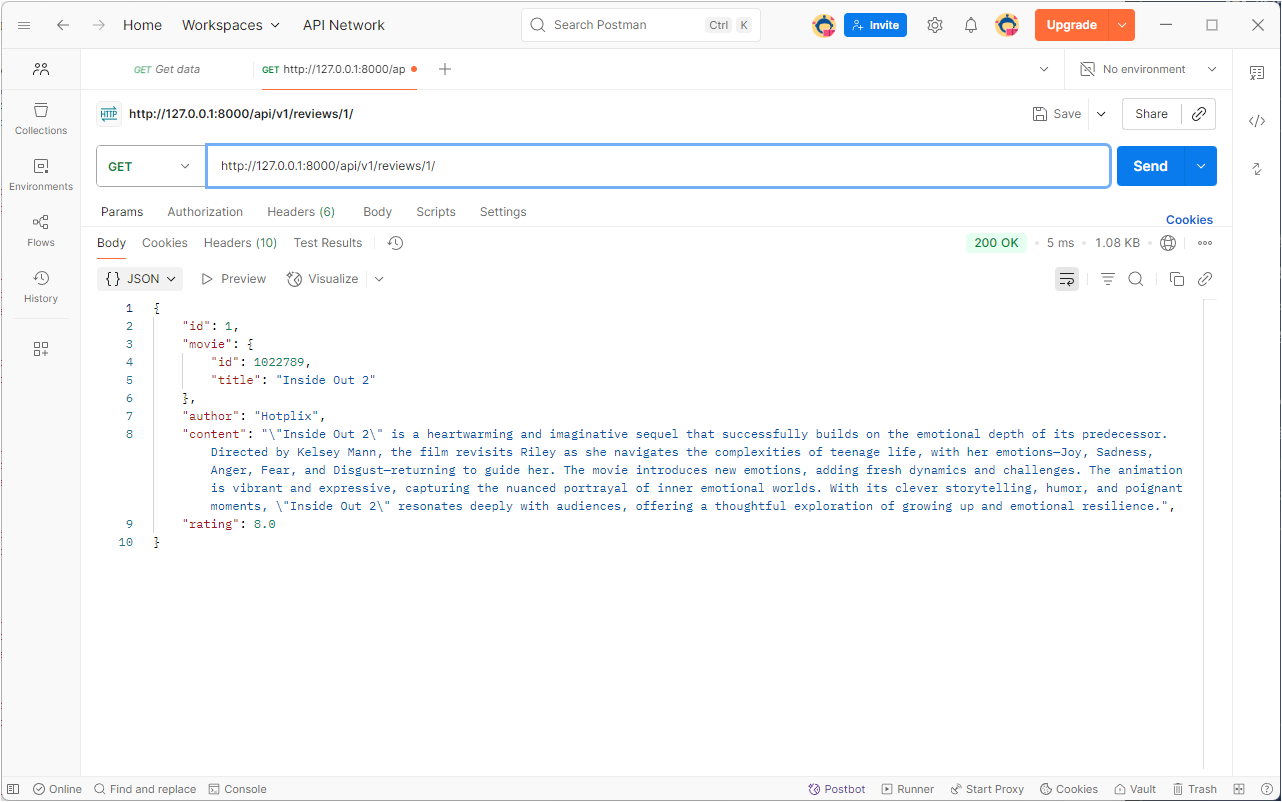 Home Workspaces API Network Search Postman Ctrl K Invite Upgrade
GET Get data GET http://127.0.0.1:8000/ap No environment
HTTP http://127.0.0.1:8000/api/v1/reviews/1/ Save Share
Collections
Environments
Flows
History
GET http://127.0.0.1:8000/api/v1/reviews/1/ Send
Params Authorization Headers (6) Body Scripts Settings Cookies
Body Cookies Headers (10) Test Results 200 OK 5 ms 1.08 KB
{} JSON Preview Visualize
1 {
2 "id": 1,
3 "movie": {
4 "id": 1022789,
5 "title": "Inside Out 2"
6 },
7 "author": "Hotplix",
8 "content": "\"Inside Out 2\" is a heartwarming and imaginative sequel that successfully builds on the emotional depth of its predecessor.
Directed by Kelsey Mann, the film revisits Riley as she navigates the complexities of teenage life, with her emotions—Joy, Sadness,
Anger, Fear, and Disgust—returning to guide her. The movie introduces new emotions, adding fresh dynamics and challenges. The animation
is vibrant and expressive, capturing the nuanced portrayal of inner emotional worlds. With its clever storytelling, humor, and poignant
moments, \"Inside Out 2\" resonates deeply with audiences, offering a thoughtful exploration of growing up and emotional resilience.",
9 "rating": 8.0
10 }
Online Find and replace Console Postbot Runner Start Proxy Cookies Vault Trash